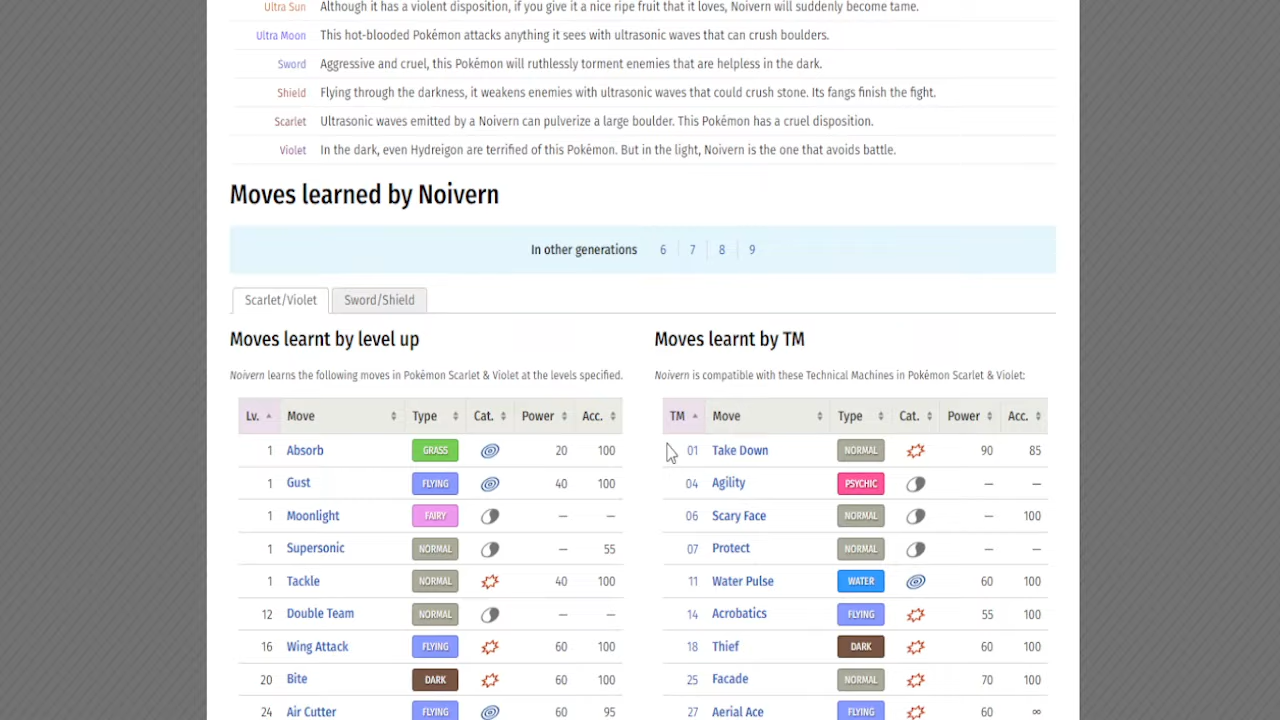 Ultra Sun Although it has a violent disposition, if you give it a nice ripe fruit that it loves, Noivern will suddenly become tame.
Ultra Moon This hot-blooded Pokémon attacks anything it sees with ultrasonic waves that can crush boulders.
Sword Aggressive and cruel, this Pokémon will ruthlessly torment enemies that are helpless in the dark.
Shield Flying through the darkness, it weakens enemies with ultrasonic waves that could crush stone. Its fangs finish the fight.
Scarlet Ultrasonic waves emitted by a Noivern can pulverize a large boulder. This Pokémon has a cruel disposition.
Violet In the dark, even Hydreigon are terrified of this Pokémon. But in the light, Noivern is the one that avoids battle.
Moves learned by Noivern
In other generations 6 7 8 9
Scarlet/Violet Sword/Shield
Moves learnt by level up
Noivern learns the following moves in Pokémon Scarlet & Violet at the levels specified.
Lv. Move Type Cat. Power Acc.
1 Absorb GRASS 20 100
1 Gust FLYING 40 100
1 Moonlight FAIRY — —
1 Supersonic NORMAL — 55
1 Tackle NORMAL 40 100
12 Double Team NORMAL — —
16 Wing Attack FLYING 60 100
20 Bite DARK 60 100
24 Air Cutter FLYING 60 95
Moves learnt by TM
Noivern is compatible with these Technical Machines in Pokémon Scarlet & Violet:
TM Move Type Cat. Power Acc.
01 Take Down NORMAL 90 85
04 Agility PSYCHIC — —
06 Scary Face NORMAL — 100
07 Protect NORMAL — —
11 Water Pulse WATER 60 100
14 Acrobatics FLYING 55 100
18 Thief DARK 60 100
25 Facade NORMAL 70 100
27 Aerial Ace FLYING 60 ∞